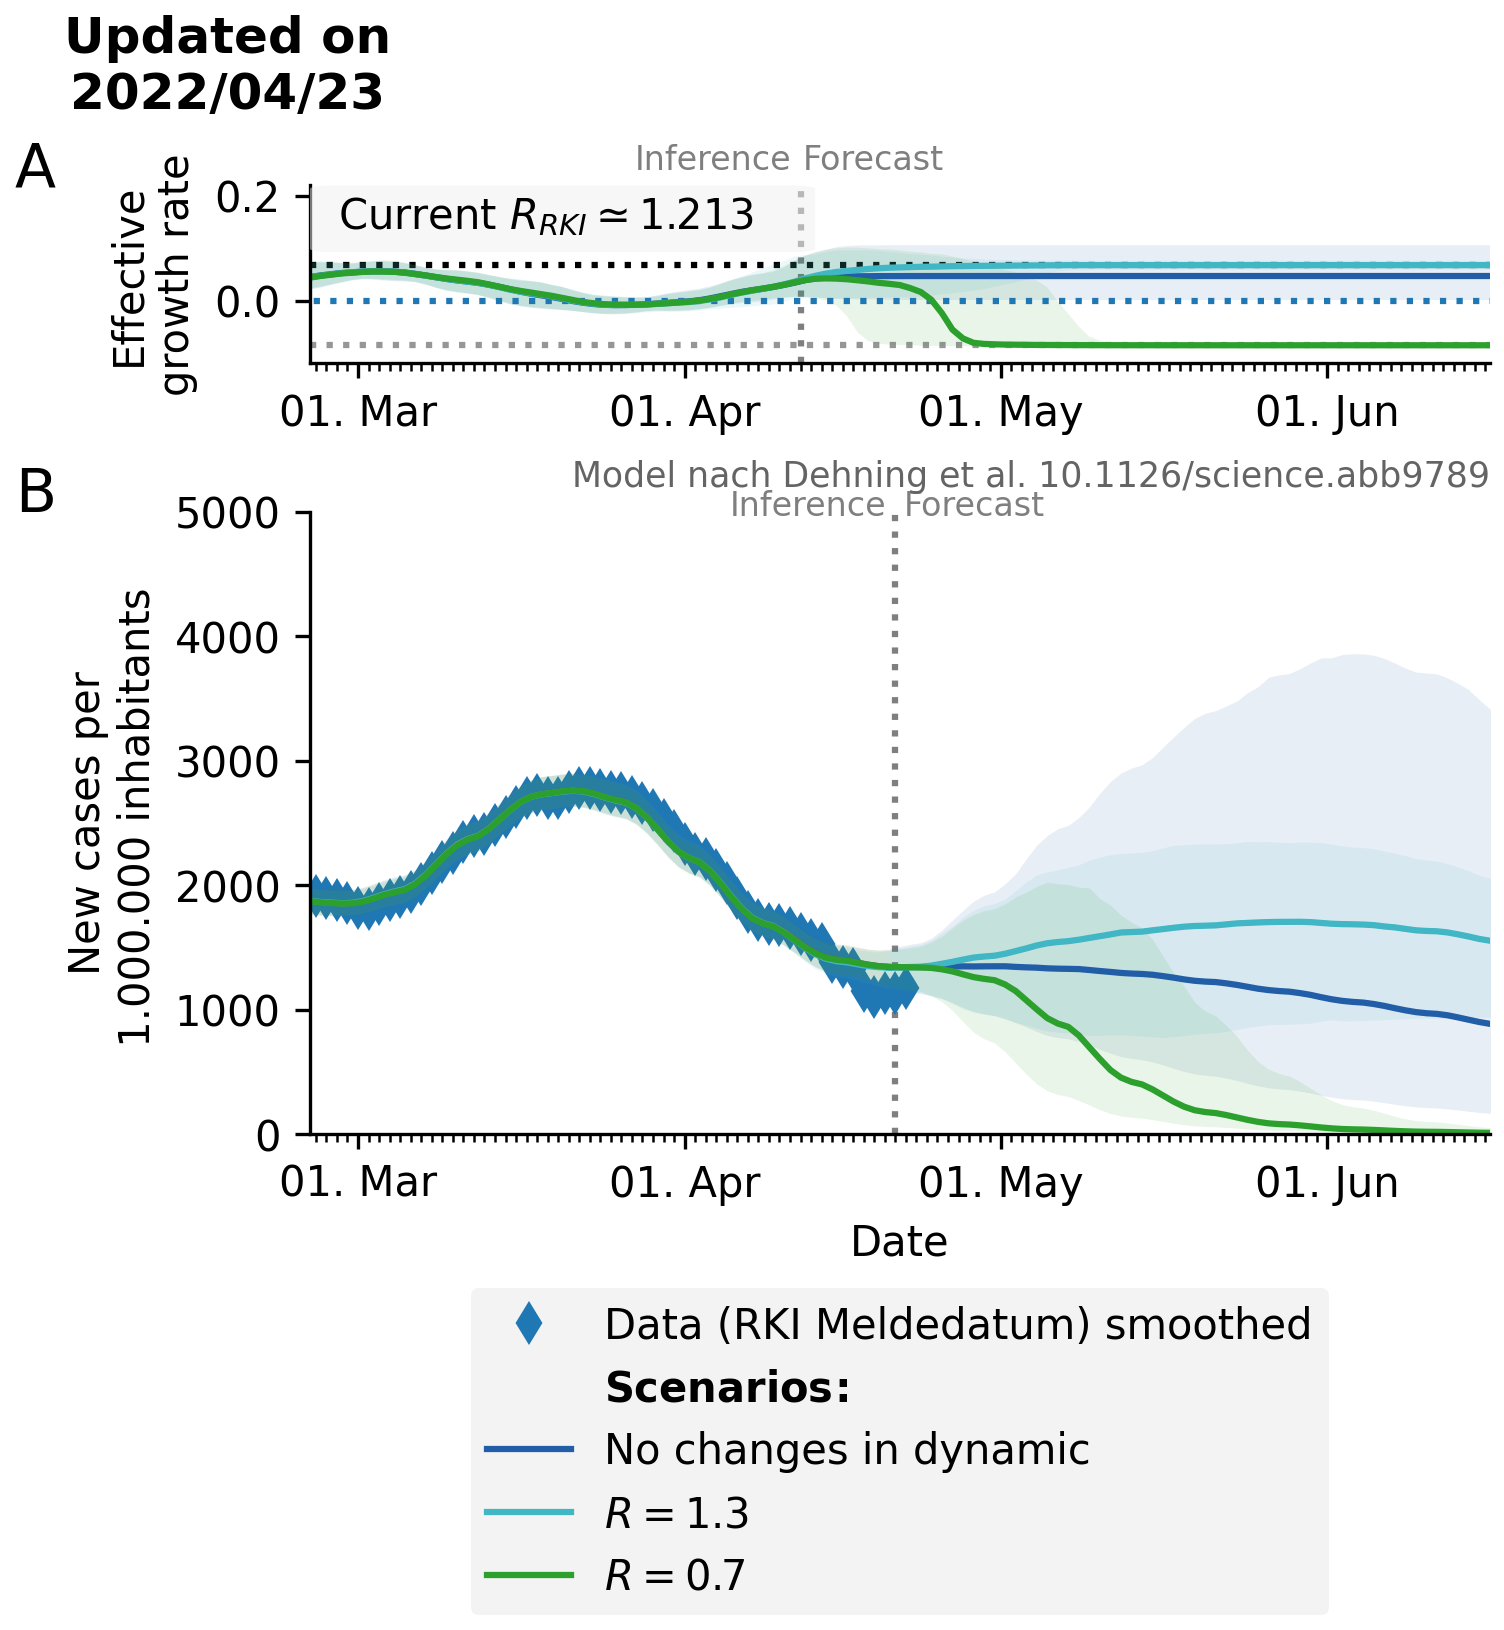 Updated on
2022/04/23
A
Inference Forecast
Effective
growth rate
0.2
0.0
Current R_RKI ≃ 1.213
01. Mar 01. Apr 01. May 01. Jun
B
Model nach Dehning et al. 10.1126/science.abb9789
Inference Forecast
New cases per
1.000.000 inhabitants
5000
4000
3000
2000
1000
0
01. Mar 01. Apr 01. May 01. Jun
Date
Data (RKI Meldedatum) smoothed
Scenarios:
No changes in dynamic
R = 1.3
R = 0.7